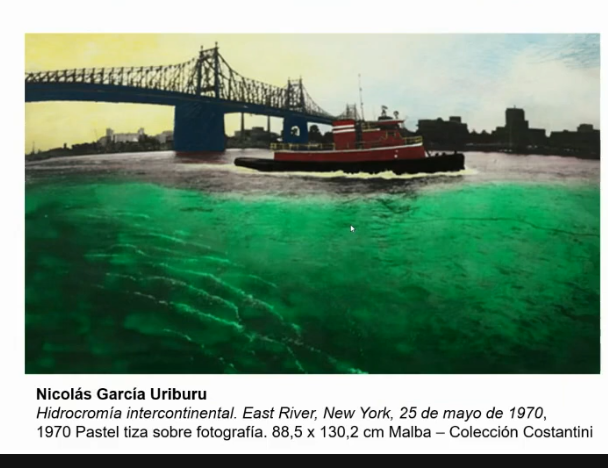 Nicolás García Uriburu
Hidrocromía intercontinental. East River, New York, 25 de mayo de 1970,
1970 Pastel tiza sobre fotografía. 88,5 x 130,2 cm Malba – Colección Costantini